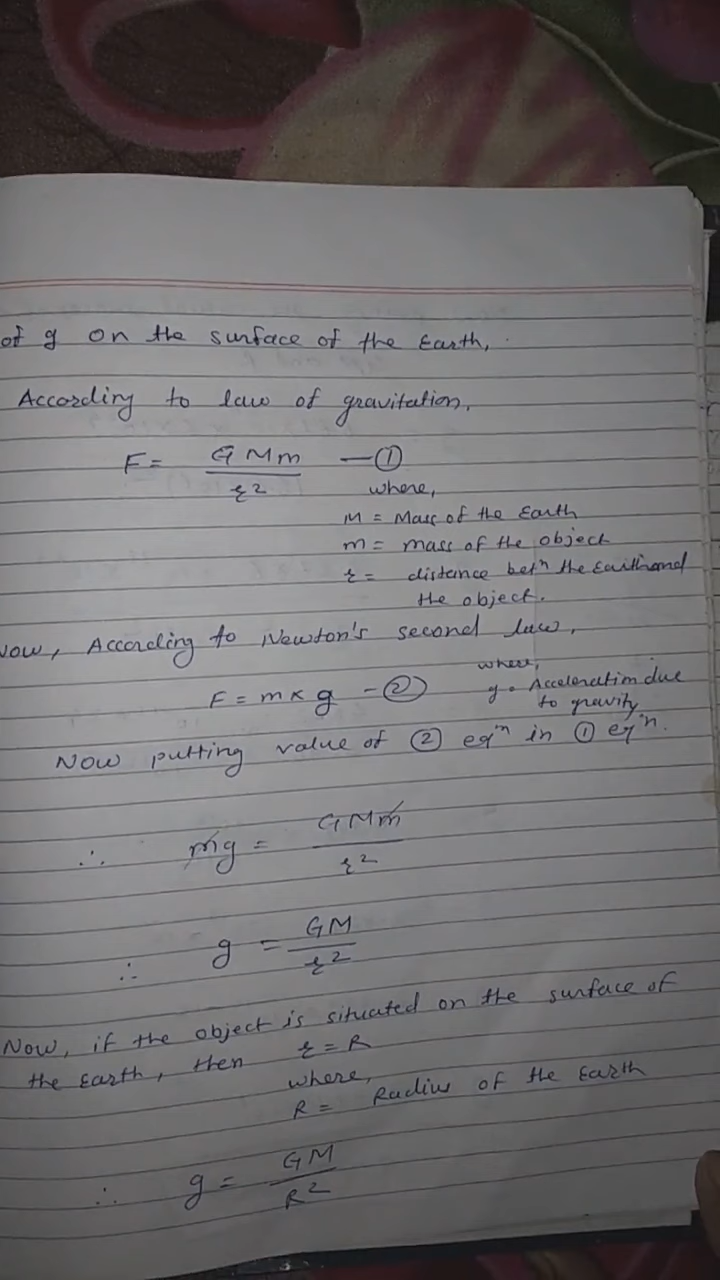 of g on the surface of the Earth,
According to law of gravitation,
F = GMm/r² —①
where,
M = Mass of the Earth
m = mass of the object
r = distance betⁿ the Earth and
the object.
Now, According to Newton's second law,
F = m × g —②
where,
g = Acceleration due
to gravity
Now putting value of ② eqⁿ in ① eqⁿ.
∴ mg = GMm/r²
∴ g = GM/r²
Now, if the object is situated on the surface of
the Earth, then r = R
where,
R = Radius of the Earth
∴ g = GM/R²